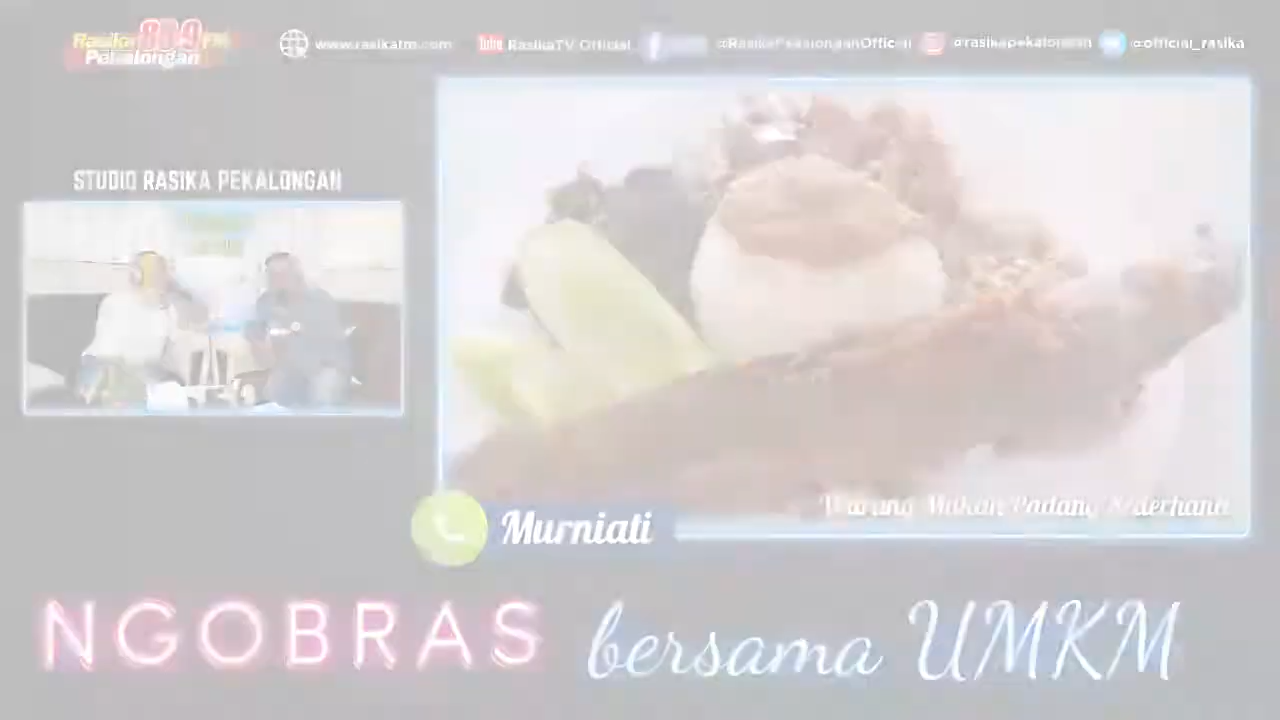 Rasika 80.9 FM
Pekalongan
www.rasikafm.com
RasikaTV Official
@RasikaPekalonganOfficial
@rasikapekalongan
@official_rasika
STUDIO RASIKA PEKALONGAN
Warung Makan Padang Sederhana
Murniati
NGOBRAS bersama UMKM